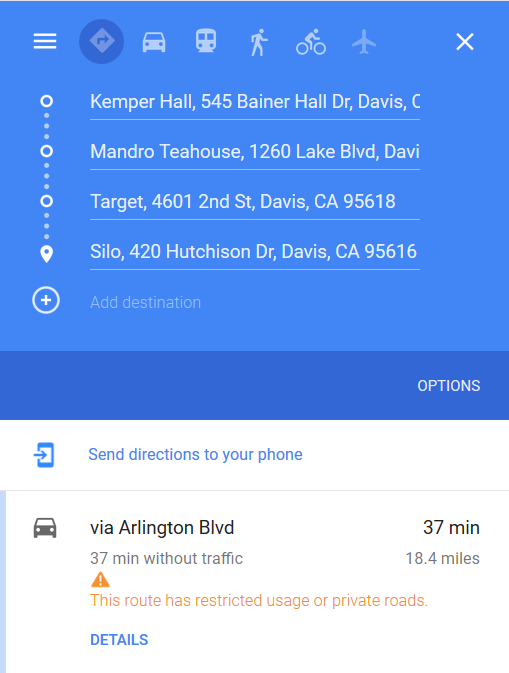 Kemper Hall, 545 Bainer Hall Dr, Davis, C
Mandro Teahouse, 1260 Lake Blvd, Davi
Target, 4601 2nd St, Davis, CA 95618
Silo, 420 Hutchison Dr, Davis, CA 95616
Add destination
OPTIONS
Send directions to your phone
via Arlington Blvd 37 min
37 min without traffic 18.4 miles
This route has restricted usage or private roads.
DETAILS